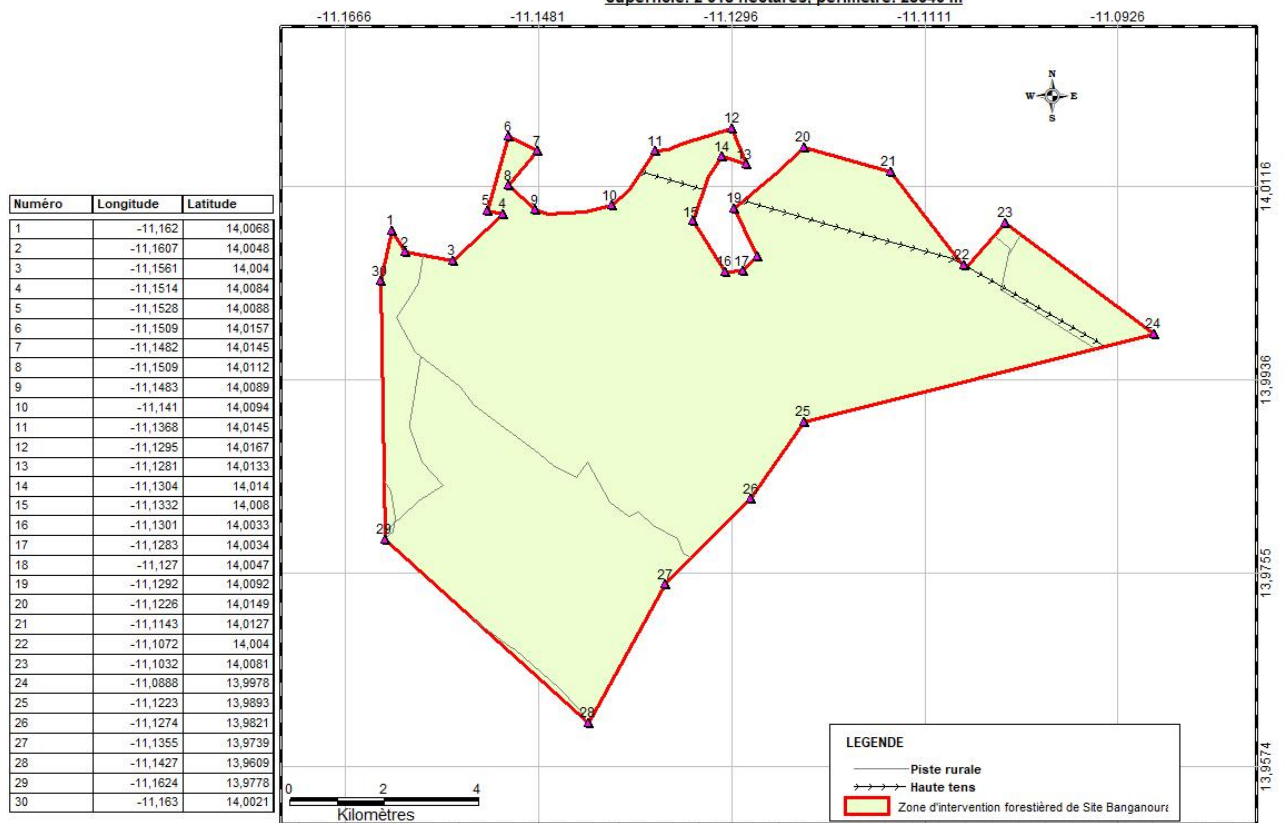 Superficie: 2 hectares, périmètre: m
-11.1666 -11.1481 -11.1296 -11.1111 -11.0926
N
W E
S
14,0116
13,9936
13,9755
13,9574
Numéro Longitude Latitude
1 -11,162 14,0068
2 -11,1607 14,0048
3 -11,1561 14,004
4 -11,1514 14,0084
5 -11,1528 14,0088
6 -11,1509 14,0157
7 -11,1482 14,0145
8 -11,1509 14,0112
9 -11,1483 14,0089
10 -11,141 14,0094
11 -11,1368 14,0145
12 -11,1295 14,0167
13 -11,1281 14,0133
14 -11,1304 14,014
15 -11,1332 14,008
16 -11,1301 14,0033
17 -11,1283 14,0034
18 -11,127 14,0047
19 -11,1292 14,0092
20 -11,1226 14,0149
21 -11,1143 14,0127
22 -11,1072 14,004
23 -11,1032 14,0081
24 -11,0888 13,9978
25 -11,1223 13,9893
26 -11,1274 13,9821
27 -11,1355 13,9739
28 -11,1427 13,9609
29 -11,1624 13,9778
30 -11,163 14,0021
1
2
3
4
5
6
7
8
9
10
11
12
13
14
15
16
17
19
20
21
22
23
24
25
26
27
28
29
30
0 2 4
Kilomètres
LEGENDE
Piste rurale
Haute tens
Zone d'intervention forestièred de Site Banganoura